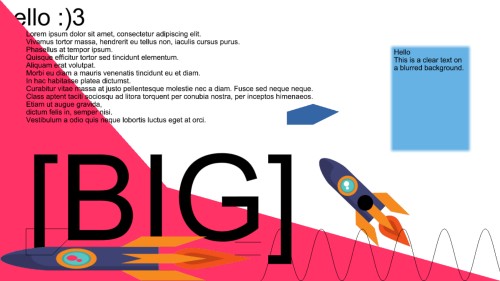 ello :)3
Lorem ipsum dolor sit amet, consectetur adipiscing elit.
Vivamus tortor massa, hendrerit eu tellus non, iaculis cursus purus.
Phasellus at tempor ipsum.
Quisque efficitur tortor sed tincidunt elementum.
Aliquam erat volutpat.
Morbi eu diam a mauris venenatis tincidunt eu et diam.
In hac habitasse platea dictumst.
Curabitur vitae massa at justo pellentesque molestie nec a diam. Fusce sed neque neque.
Class aptent taciti sociosqu ad litora torquent per conubia nostra, per inceptos himenaeos.
Etiam ut augue gravida,
dictum felis in, semper nisi.
Vestibulum a odio quis neque lobortis luctus eget at orci.
Hello
This is a clear text on
a blurred background.
[BIG]